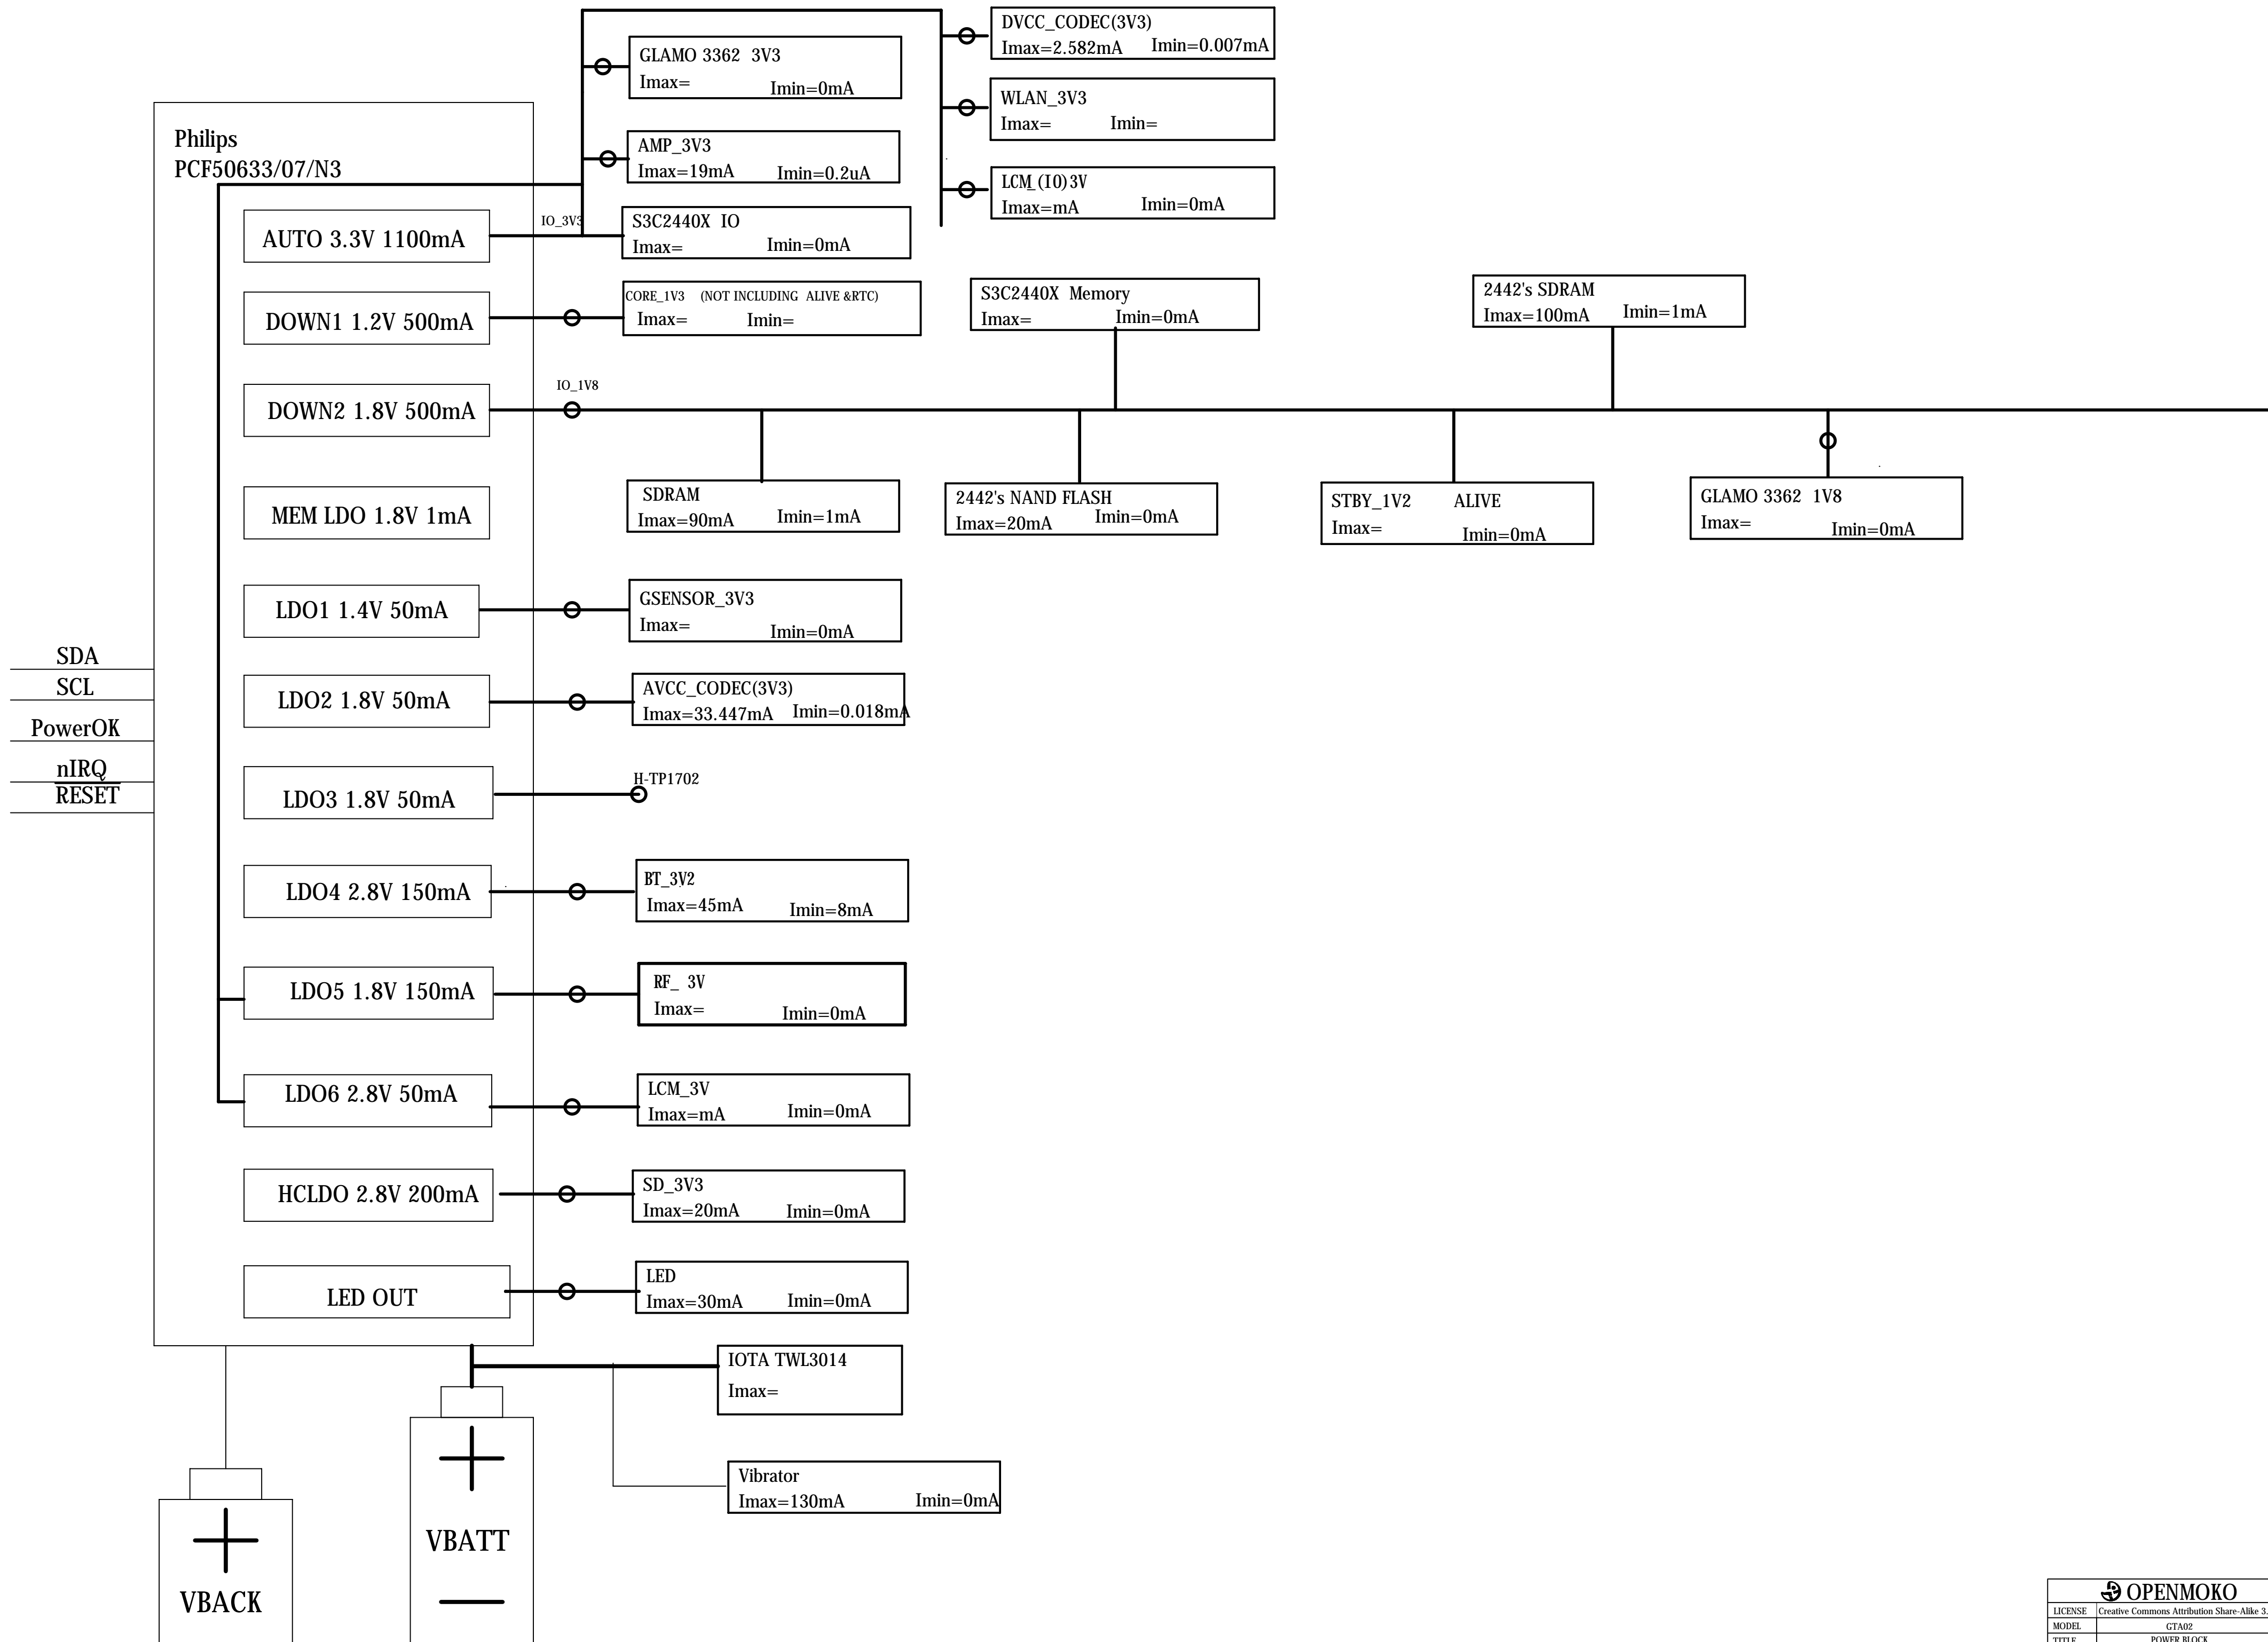 DVCC_CODEC(3V3)
Imax=2.582mA Imin=0.007mA
GLAMO 3362 3V3
Imax= Imin=0mA
WLAN_3V3
Imax= Imin=
Philips
PCF50633/07/N3
AMP_3V3
Imax=19mA Imin=0.2uA
LCM_(IO)3V
Imax=mA Imin=0mA
AUTO 3.3V 1100mA
IO_3V3
S3C2440X IO
Imax= Imin=0mA
DOWN1 1.2V 500mA
CORE_1V3 (NOT INCLUDING ALIVE &RTC)
Imax= Imin=
S3C2440X Memory
Imax= Imin=0mA
2442's SDRAM
Imax=100mA Imin=1mA
DOWN2 1.8V 500mA
IO_1V8
MEM LDO 1.8V 1mA
SDRAM
Imax=90mA Imin=1mA
2442's NAND FLASH
Imax=20mA Imin=0mA
STBY_1V2 ALIVE
Imax= Imin=0mA
GLAMO 3362 1V8
Imax= Imin=0mA
LDO1 1.4V 50mA
GSENSOR_3V3
Imax= Imin=0mA
SDA
SCL
PowerOK
nIRQ
RESET
LDO2 1.8V 50mA
AVCC_CODEC(3V3)
Imax=33.447mA Imin=0.018mA
LDO3 1.8V 50mA
H-TP1702
LDO4 2.8V 150mA
BT_3V2
Imax=45mA Imin=8mA
LDO5 1.8V 150mA
RF_ 3V
Imax= Imin=0mA
LDO6 2.8V 50mA
LCM_3V
Imax=mA Imin=0mA
HCLDO 2.8V 200mA
SD_3V3
Imax=20mA Imin=0mA
LED OUT
LED
Imax=30mA Imin=0mA
IOTA TWL3014
Imax=
Vibrator
Imax=130mA Imin=0mA
VBATT
VBACK
OPENMOKO
LICENSE Creative Commons Attribution Share-Alike 3.
MODEL GTA02
TITLE POWER BLOCK